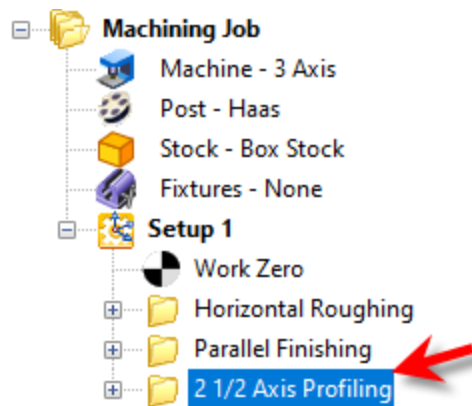 Machining Job
Machine - 3 Axis
Post - Haas
Stock - Box Stock
Fixtures - None
Setup 1
Work Zero
Horizontal Roughing
Parallel Finishing
2 1/2 Axis Profiling